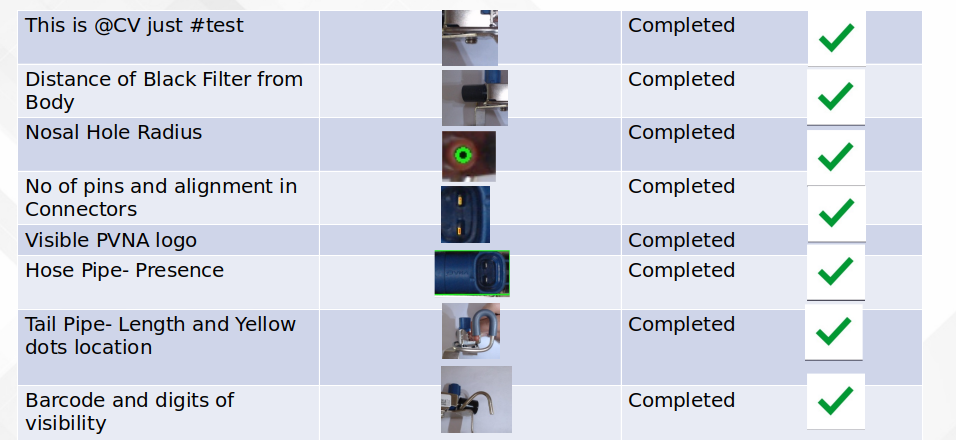 This is @CV just #test
Completed
Distance of Black Filter from
Body
Completed
Nosal Hole Radius
Completed
No of pins and alignment in
Connectors
Completed
Visible PVNA logo
Completed
Hose Pipe- Presence
Completed
Tail Pipe- Length and Yellow
dots location
Completed
Barcode and digits of
visibility
Completed